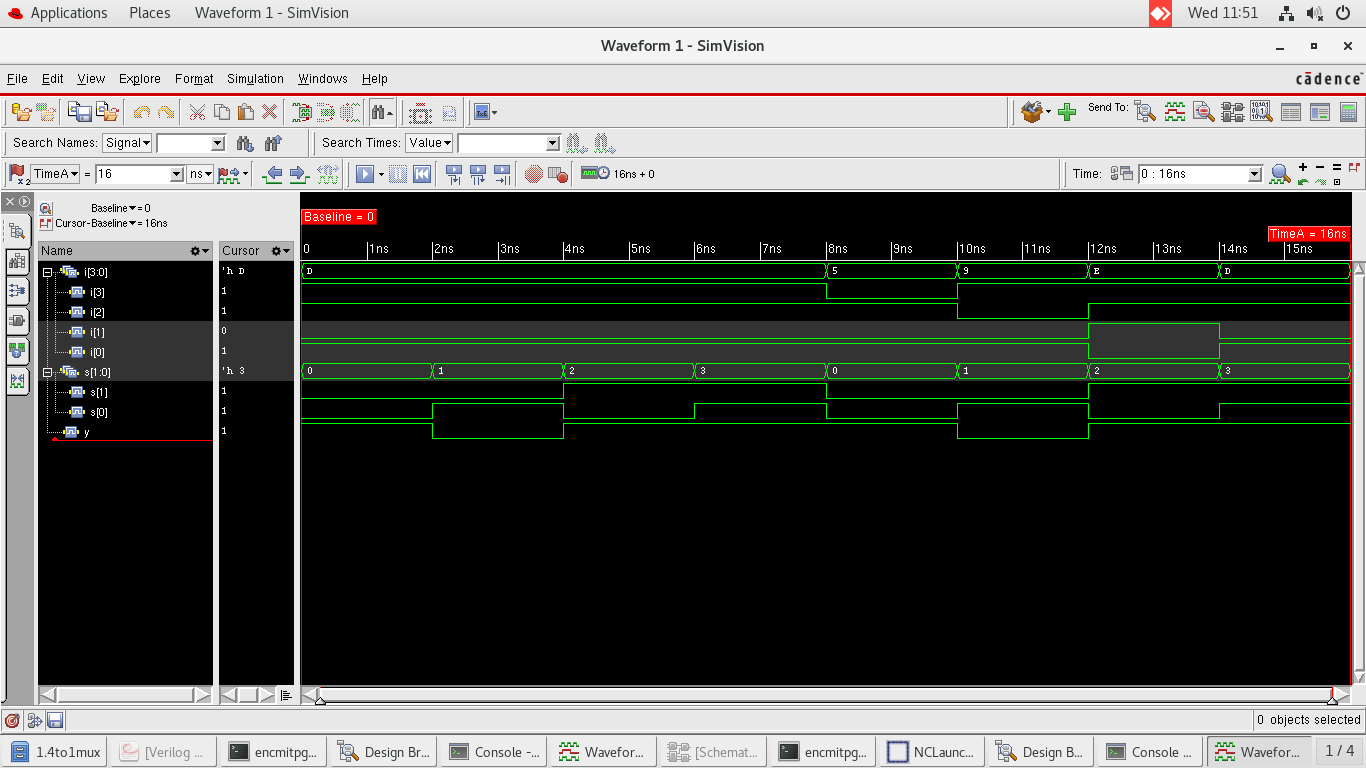 Applications Places Waveform 1 - SimVision Wed 11:51
Waveform 1 - SimVision
File Edit View Explore Format Simulation Windows Help cādence
Send To:
Search Names: Signal Search Times: Value
x2 TimeA = 16 ns 16ns + 0 Time: 0 : 16ns
Baseline = 0
Cursor-Baseline = 16ns
Baseline = 0
TimeA = 16ns
Name Cursor 0 1ns 2ns 3ns 4ns 5ns 6ns 7ns 8ns 9ns 10ns 11ns 12ns 13ns 14ns 15ns
i[3:0] 'h D D 5 9 E D
i[3] 1
i[2] 1
i[1] 0
i[0] 1
s[1:0] 'h 3 0 1 2 3 0 1 2 3
s[1] 1
s[0] 1
y 1
0 objects selected
1.4to1mux [Verilog ... encmitpg... Design Br... Console -... Wavefor... [Schemat... encmitpg... NCLaunc... Design B... Console ... Wavefor... 1 / 4